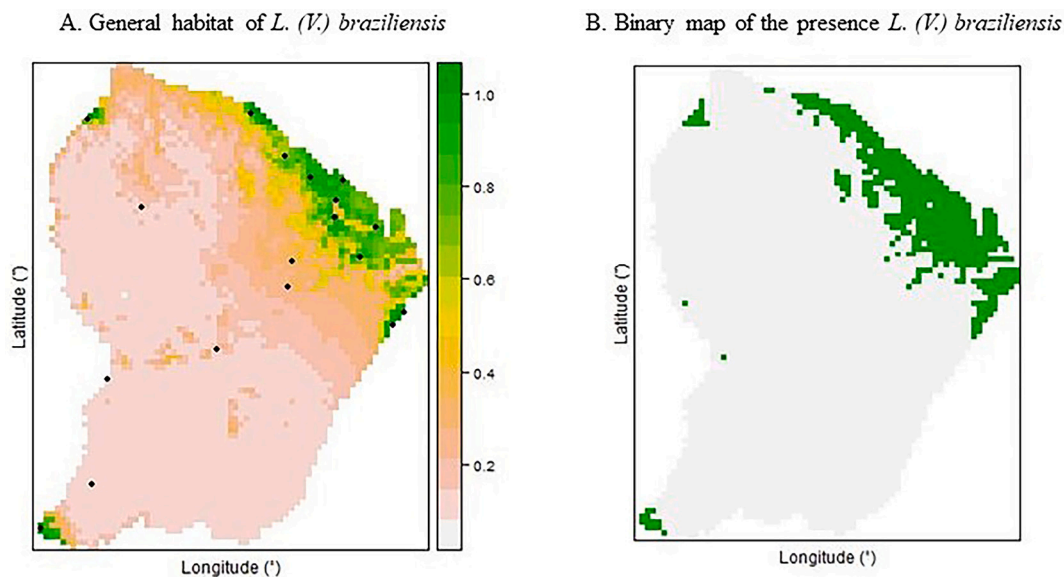 A. General habitat of L. (V.) braziliensis
B. Binary map of the presence L. (V.) braziliensis
Latitude (°)
1.0
0.8
0.6
0.4
0.2
Longitude (°)
Latitude (°)
Longitude (°)